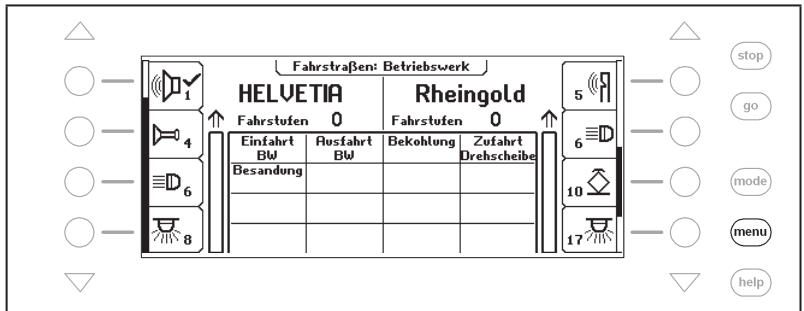 Fahrstraßen: Betriebswerk
HELVETIA Rheingold
Fahrstufen 0 Fahrstufen 0
Einfahrt BW Ausfahrt BW Bekohlung Zufahrt Drehscheibe
Besandung
1
4
6
8
5
6
10
17
stop
go
mode
menu
help